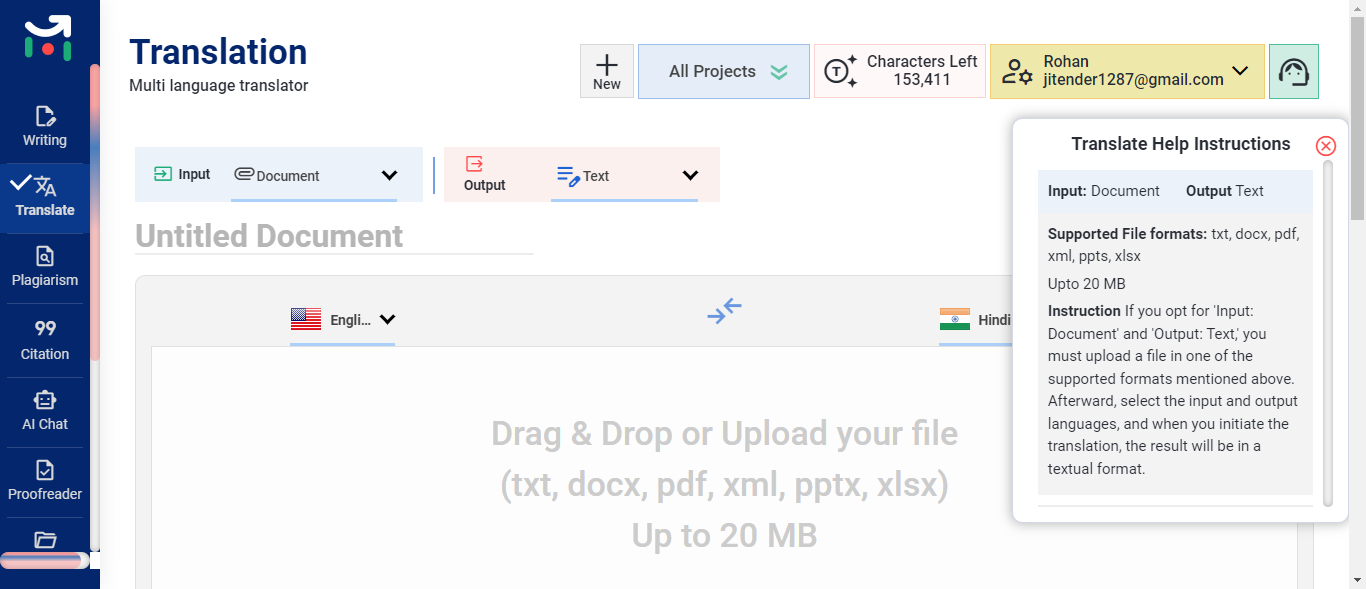 Translation
Multi language translator
New
All Projects
T
Characters Left
153,411
Rohan
jitender1287@gmail.com
Writing
Translate
Plagiarism
99
Citation
AI Chat
Proofreader
Input
Document
Output
Text
Untitled Document
Engli...
Hindi
Drag & Drop or Upload your file
(txt, docx, pdf, xml, pptx, xlsx)
Up to 20 MB
Translate Help Instructions
Input: Document Output Text
Supported File formats: txt, docx, pdf,
xml, ppts, xlsx
Upto 20 MB
Instruction If you opt for 'Input:
Document' and 'Output: Text,' you
must upload a file in one of the
supported formats mentioned above.
Afterward, select the input and output
languages, and when you initiate the
translation, the result will be in a
textual format.